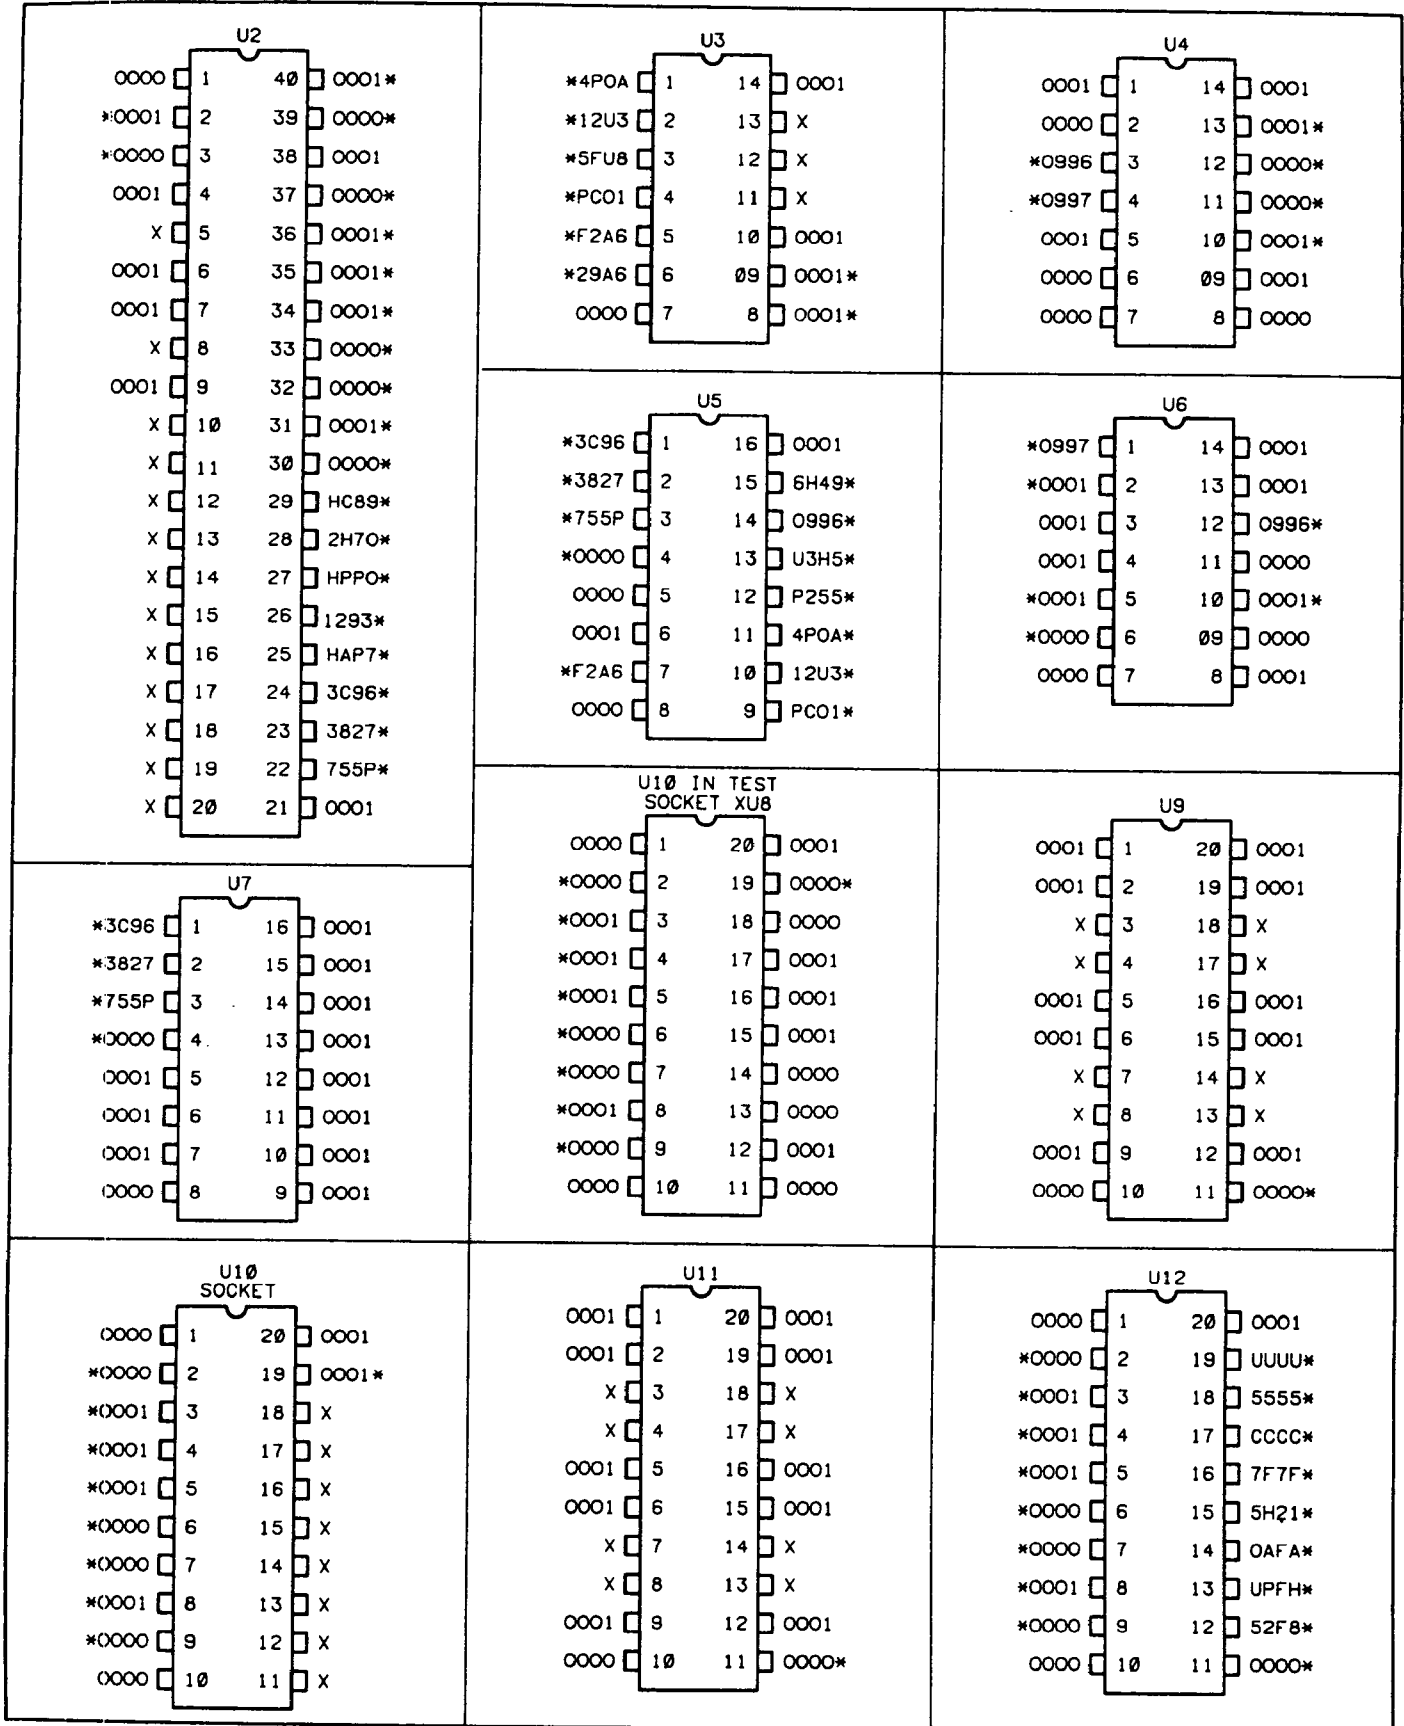 U2
0000 1 40 0001*
*0001 2 39 0000*
*0000 3 38 0001
0001 4 37 0000*
X 5 36 0001*
0001 6 35 0001*
0001 7 34 0001*
X 8 33 0000*
0001 9 32 0000*
X 10 31 0001*
X 11 30 0000*
X 12 29 HC89*
X 13 28 2H70*
X 14 27 HPP0*
X 15 26 1293*
X 16 25 HAP7*
X 17 24 3C96*
X 18 23 3827*
X 19 22 755P*
X 20 21 0001
U3
*4P0A 1 14 0001
*12U3 2 13 X
*5FU8 3 12 X
*PC01 4 11 X
*F2A6 5 10 0001
*29A6 6 09 0001*
0000 7 8 0001*
U4
0001 1 14 0001
0000 2 13 0001*
*0996 3 12 0000*
*0997 4 11 0000*
0001 5 10 0001*
0000 6 09 0001
0000 7 8 0000
U5
*3C96 1 16 0001
*3827 2 15 6H49*
*755P 3 14 0996*
*0000 4 13 U3H5*
0000 5 12 P255*
0001 6 11 4P0A*
*F2A6 7 10 12U3*
0000 8 9 PC01*
U6
*0997 1 14 0001
*0001 2 13 0001
0001 3 12 0996*
0001 4 11 0000
*0001 5 10 0001*
*0000 6 09 0000
0000 7 8 0001
U7
*3C96 1 16 0001
*3827 2 15 0001
*755P 3 14 0001
*0000 4 13 0001
0001 5 12 0001
0001 6 11 0001
0001 7 10 0001
0000 8 9 0001
U10 IN TEST
SOCKET XU8
0000 1 20 0001
*0000 2 19 0000*
*0001 3 18 0000
*0001 4 17 0001
*0001 5 16 0001
*0000 6 15 0001
*0000 7 14 0000
*0001 8 13 0000
*0000 9 12 0001
0000 10 11 0000
U9
0001 1 20 0001
0001 2 19 0001
X 3 18 X
X 4 17 X
0001 5 16 0001
0001 6 15 0001
X 7 14 X
X 8 13 X
0001 9 12 0001
0000 10 11 0000*
U10
SOCKET
0000 1 20 0001
*0000 2 19 0001*
*0001 3 18 X
*0001 4 17 X
*0001 5 16 X
*0000 6 15 X
*0000 7 14 X
*0001 8 13 X
*0000 9 12 X
0000 10 11 X
U11
0001 1 20 0001
0001 2 19 0001
X 3 18 X
X 4 17 X
0001 5 16 0001
0001 6 15 0001
X 7 14 X
X 8 13 X
0001 9 12 0001
0000 10 11 0000*
U12
0000 1 20 0001
*0000 2 19 UUUU*
*0001 3 18 5555*
*0001 4 17 CCCC*
*0001 5 16 7F7F*
*0000 6 15 5H21*
*0000 7 14 0AFA*
*0001 8 13 UPFH*
*0000 9 12 52F8*
0000 10 11 0000*